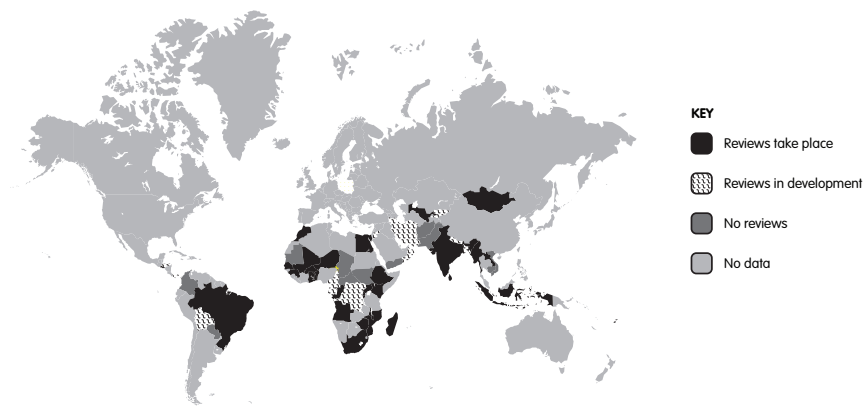 KEY
Reviews take place
Reviews in development
No reviews
No data